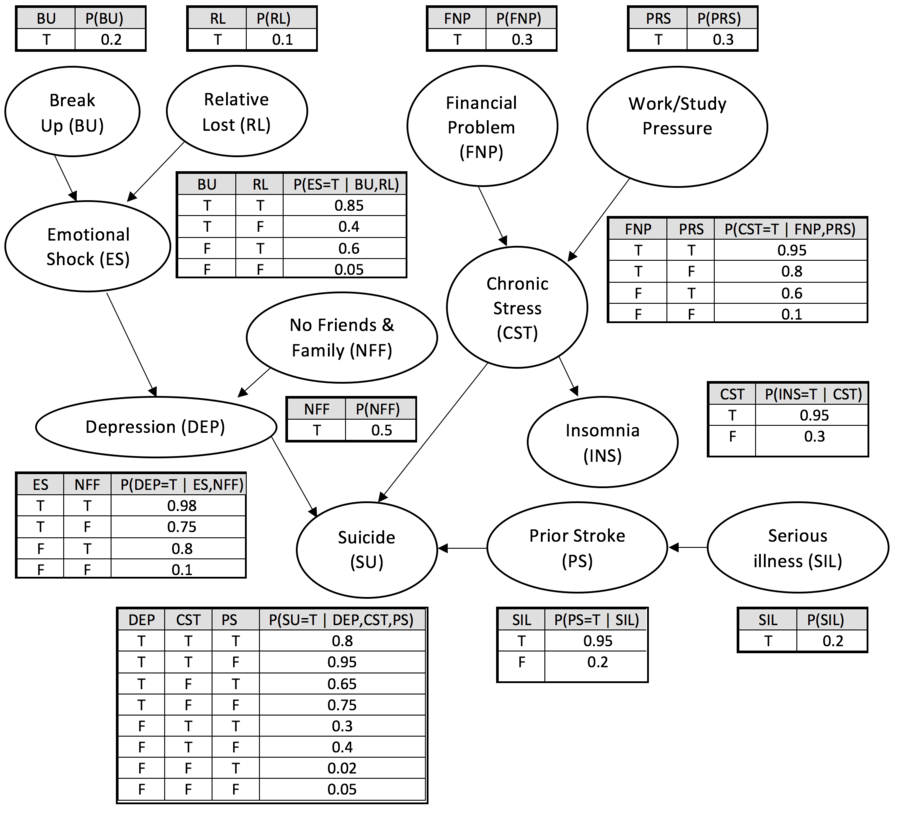 BU P(BU)
T 0.2
RL P(RL)
T 0.1
FNP P(FNP)
T 0.3
PRS P(PRS)
T 0.3
Break
Up (BU)
Relative
Lost (RL)
Financial
Problem
(FNP)
Work/Study
Pressure
BU RL P(ES=T | BU,RL)
T T 0.85
T F 0.4
F T 0.6
F F 0.05
Emotional
Shock (ES)
FNP PRS P(CST=T | FNP,PRS)
T T 0.95
T F 0.8
F T 0.6
F F 0.1
Chronic
Stress
(CST)
No Friends &
Family (NFF)
NFF P(NFF)
T 0.5
CST P(INS=T | CST)
T 0.95
F 0.3
Depression (DEP)
Insomnia
(INS)
ES NFF P(DEP=T | ES,NFF)
T T 0.98
T F 0.75
F T 0.8
F F 0.1
Suicide
(SU)
Prior Stroke
(PS)
Serious
illness (SIL)
DEP CST PS P(SU=T | DEP,CST,PS)
T T T 0.8
T T F 0.95
T F T 0.65
T F F 0.75
F T T 0.3
F T F 0.4
F F T 0.02
F F F 0.05
SIL P(PS=T | SIL)
T 0.95
F 0.2
SIL P(SIL)
T 0.2